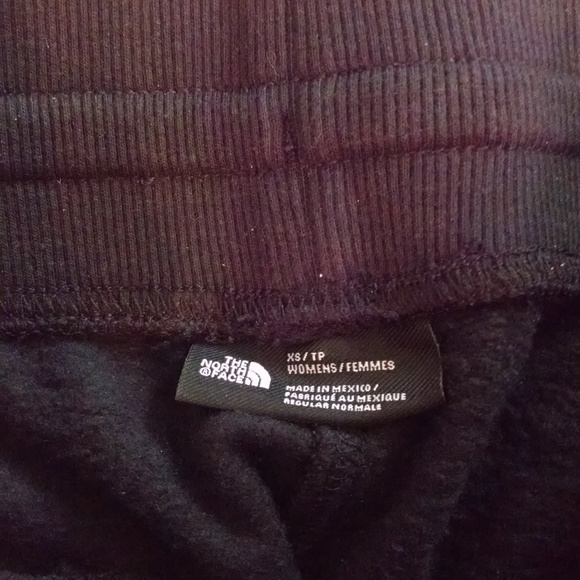 THE
NORTH
FACE
XS/TP
WOMENS/FEMMES
MADE IN MEXICO/
FABRIQUÉ AU MEXIQUE
REGULAR NORMALE